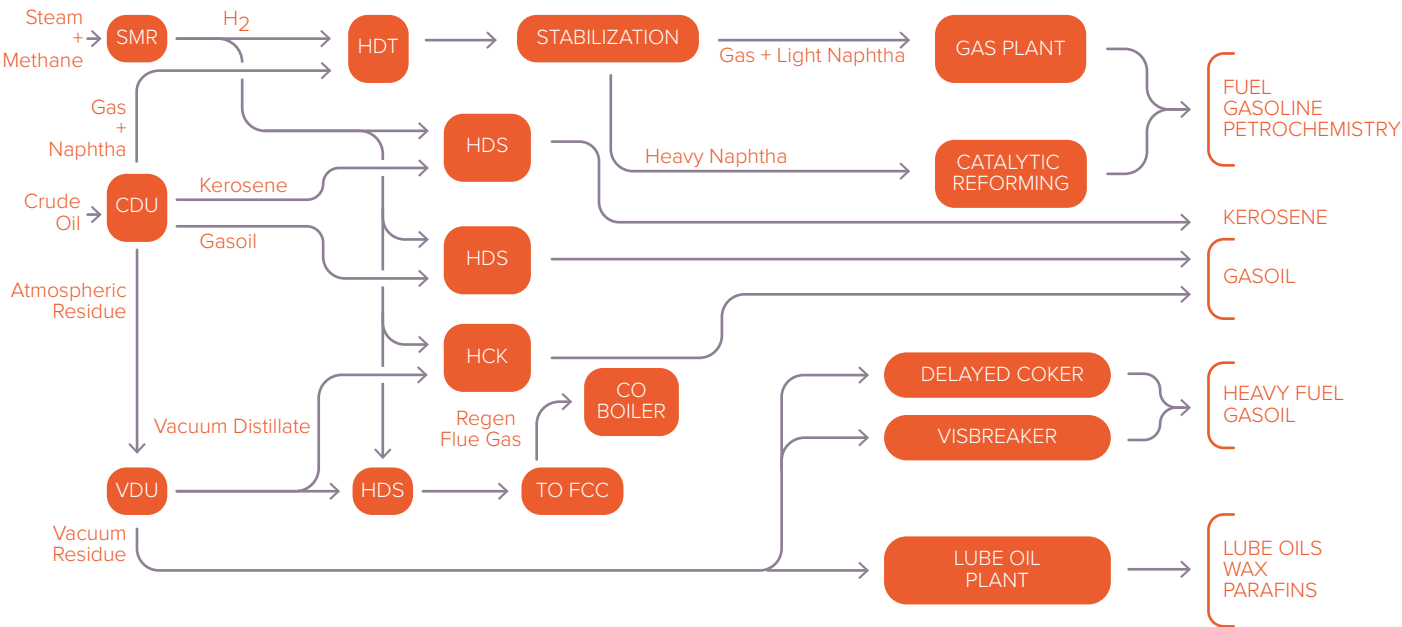 Steam
+
Methane
SMR
H2
HDT
STABILIZATION
Gas + Light Naphtha
GAS PLANT
FUEL
GASOLINE
PETROCHEMISTRY
Gas
+
Naphtha
HDS
Heavy Naphtha
CATALYTIC
REFORMING
Crude
Oil
CDU
Kerosene
Gasoil
KEROSENE
HDS
GASOIL
Atmospheric
Residue
HCK
CO
BOILER
DELAYED COKER
VISBREAKER
HEAVY FUEL
GASOIL
Vacuum Distillate
Regen
Flue Gas
VDU
HDS
TO FCC
Vacuum
Residue
LUBE OIL
PLANT
LUBE OILS
WAX
PARAFINS